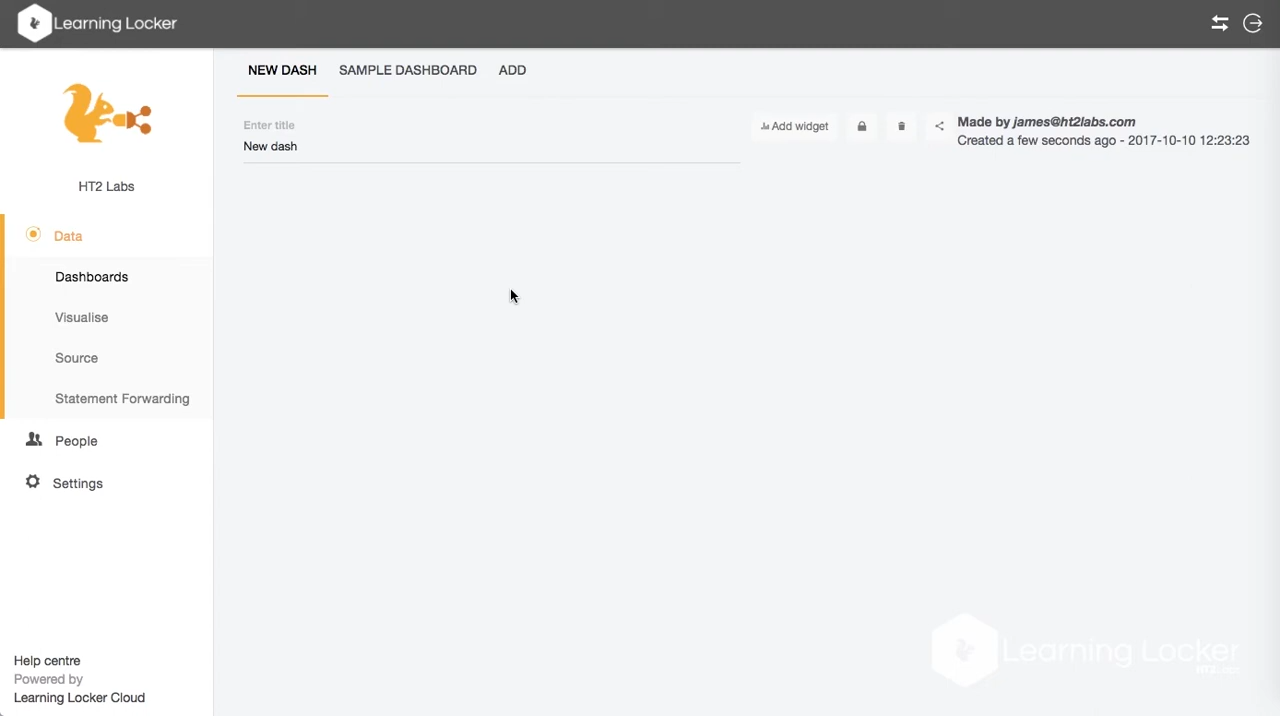 Learning Locker
NEW DASH SAMPLE DASHBOARD ADD
Enter title
New dash
Add widget
Made by james@ht2labs.com
Created a few seconds ago - 2017-10-10 12:23:23
HT2 Labs
Data
Dashboards
Visualise
Source
Statement Forwarding
People
Settings
Help centre
Powered by
Learning Locker Cloud
Learning Locker